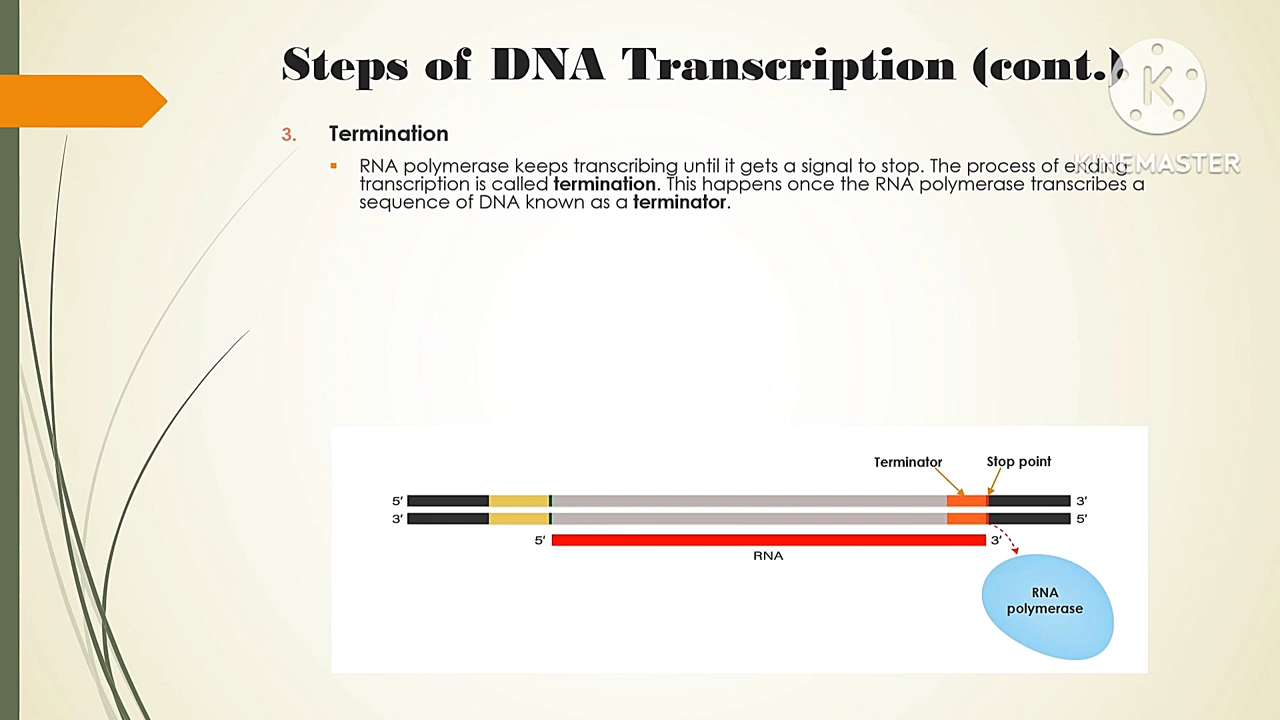 Steps of DNA Transcription (cont.)
K
KINEMASTER
3. Termination
RNA polymerase keeps transcribing until it gets a signal to stop. The process of ending
transcription is called termination. This happens once the RNA polymerase transcribes a
sequence of DNA known as a terminator.
Terminator Stop point
5' 3'
3' 5'
5' 3'
RNA
RNA
polymerase